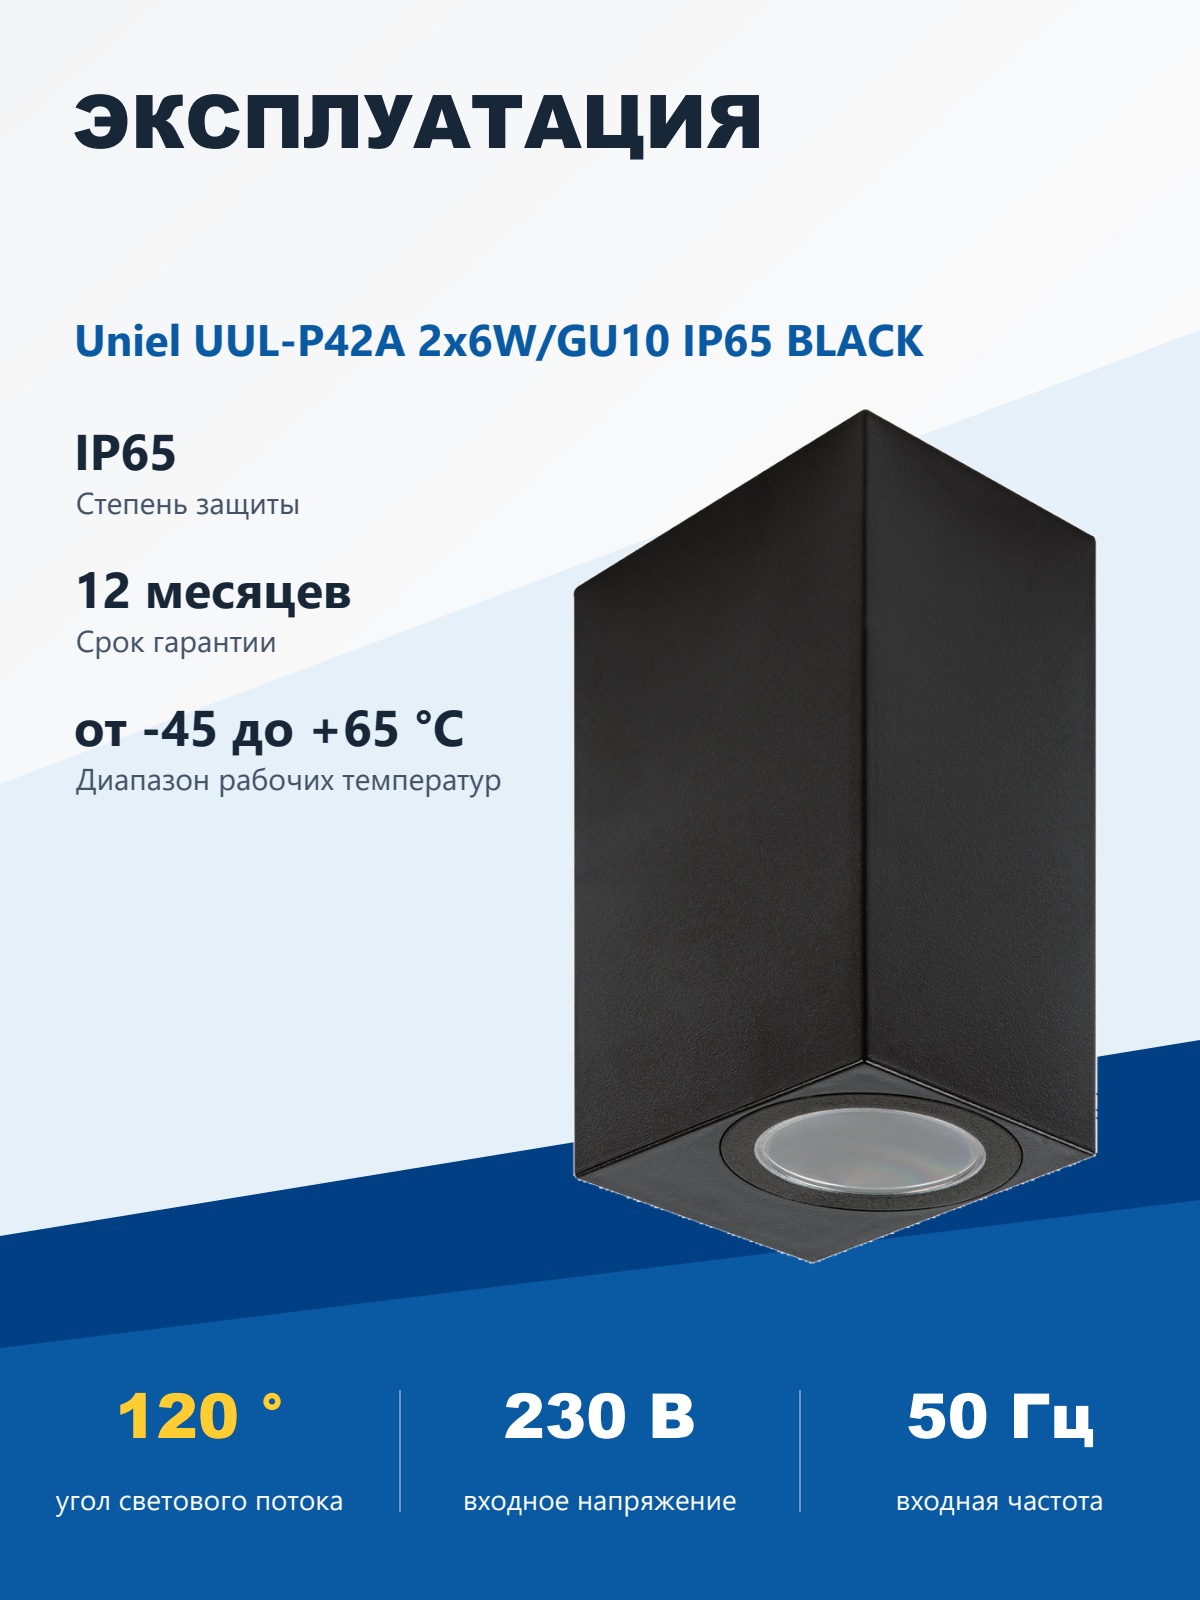 ЭКСПЛУАТАЦИЯ
Uniel UUL-P42A 2x6W/GU10 IP65 BLACK
IP65
Степень защиты
12 месяцев
Срок гарантии
от -45 до +65 °C
Диапазон рабочих температур
120 °
угол светового потока
230 В
входное напряжение
50 Гц
входная частота